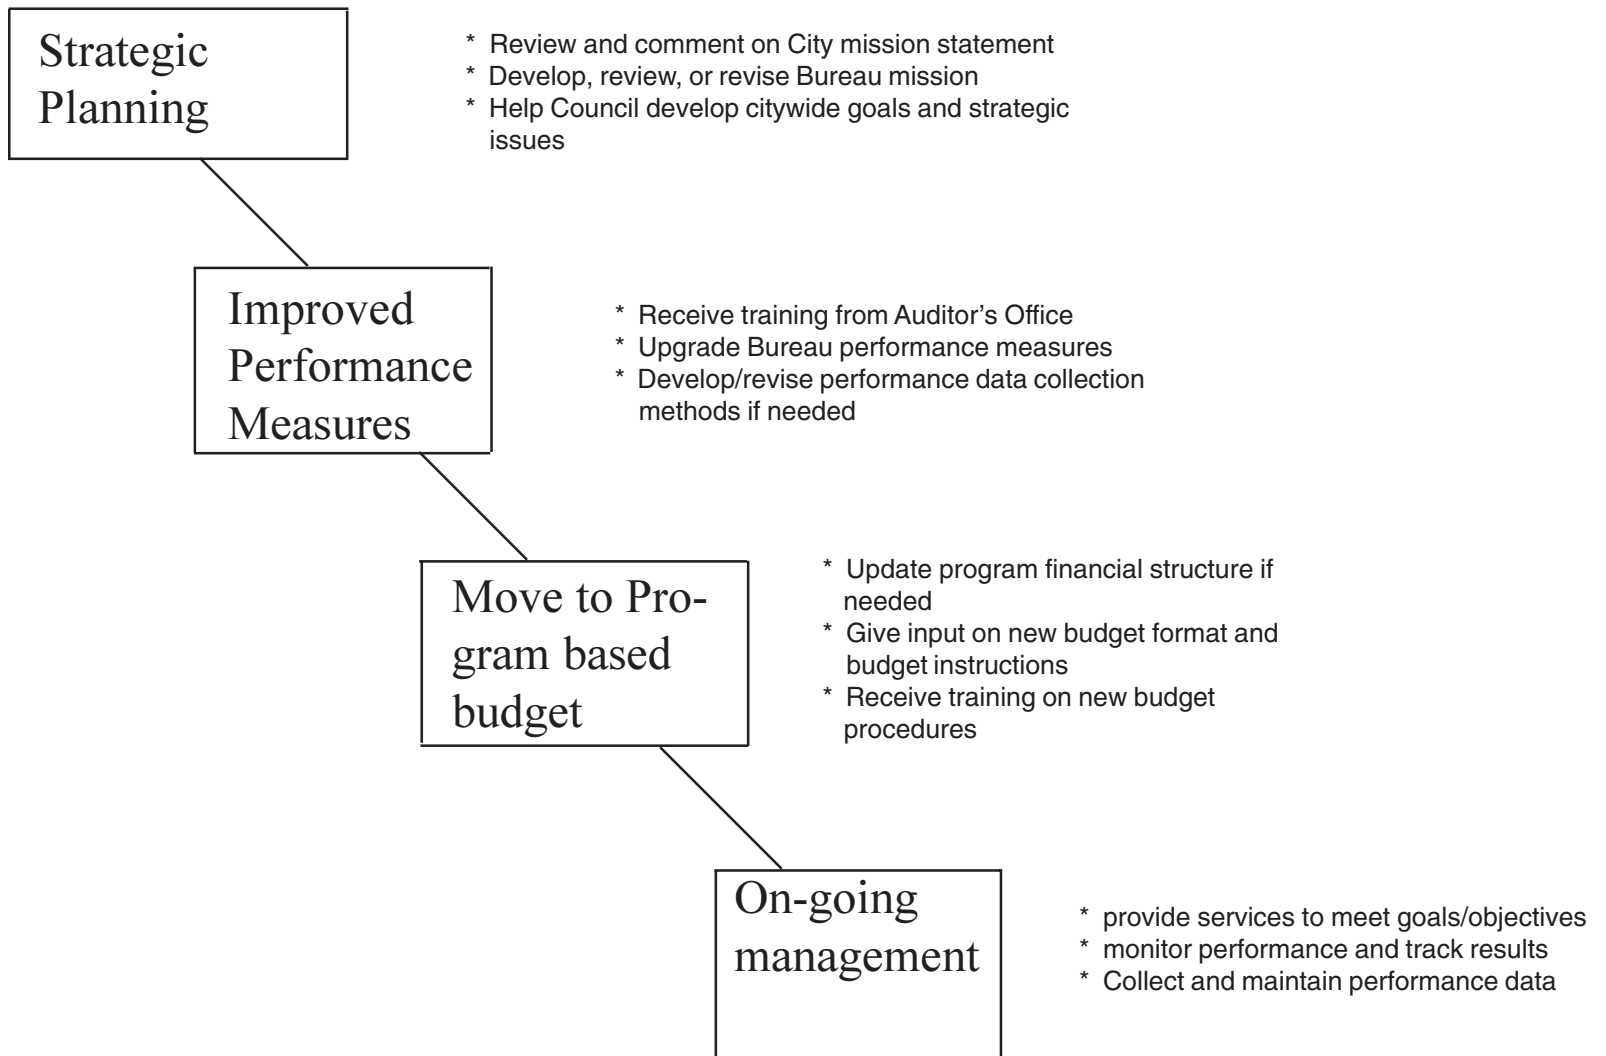 Strategic
Planning
* Review and comment on City mission statement
* Develop, review, or revise Bureau mission
* Help Council develop citywide goals and strategic
issues
Improved
Performance
Measures
* Receive training from Auditor's Office
* Upgrade Bureau performance measures
* Develop/revise performance data collection
methods if needed
Move to Pro-
gram based
budget
* Update program financial structure if
needed
* Give input on new budget format and
budget instructions
* Receive training on new budget
procedures
On-going
management
* provide services to meet goals/objectives
* monitor performance and track results
* Collect and maintain performance data